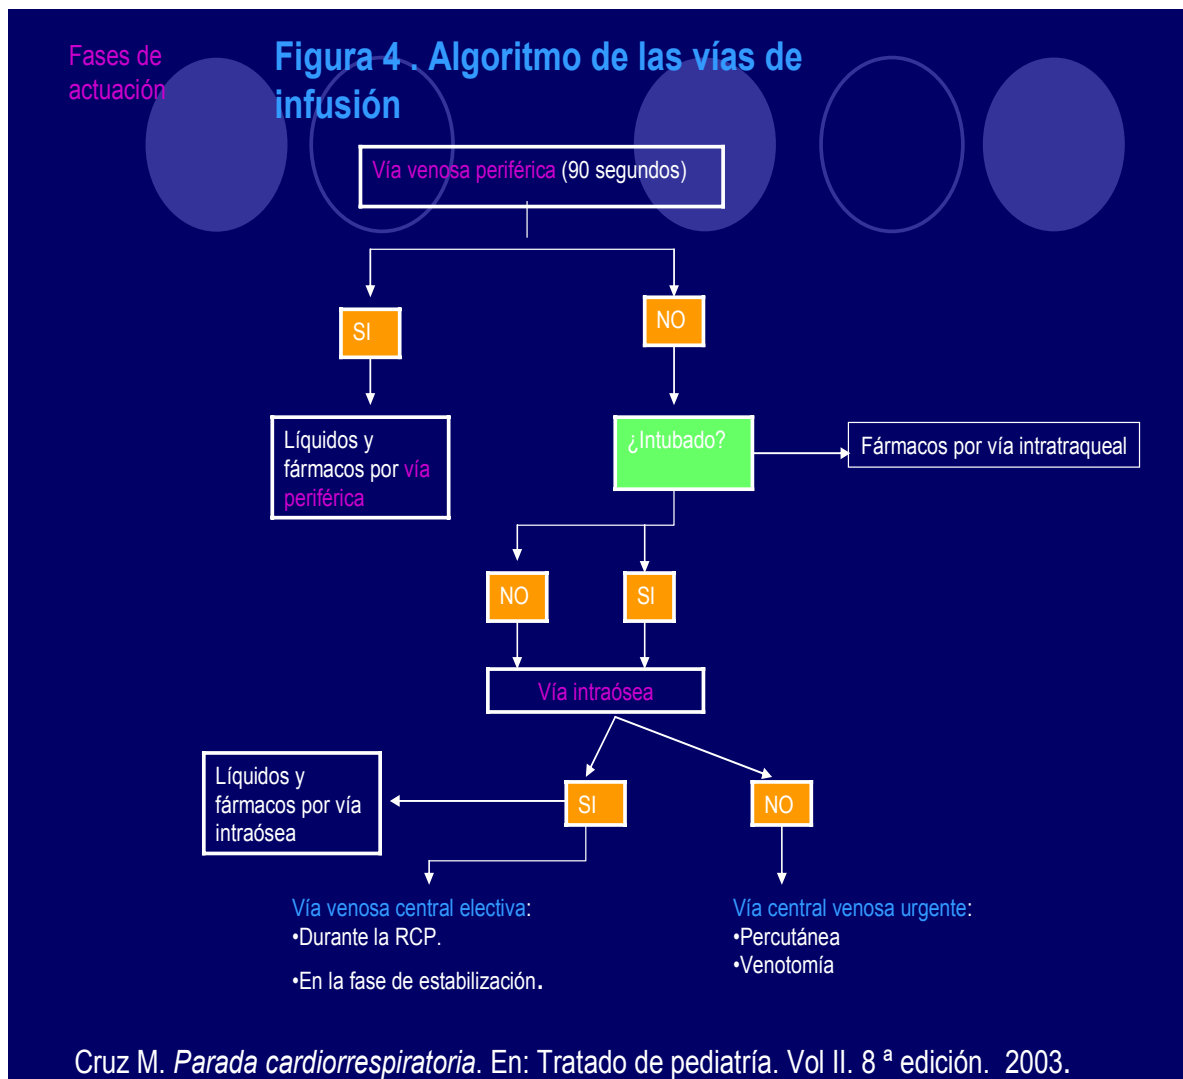 Fases de
actuación
Figura 4 . Algoritmo de las vías de
infusión
Vía venosa periférica (90 segundos)
SI
NO
Líquidos y
fármacos por vía
periférica
¿Intubado?
Fármacos por vía intratraqueal
NO
SI
Vía intraósea
Líquidos y
fármacos por vía
intraósea
SI
NO
Vía venosa central electiva:
•Durante la RCP.
•En la fase de estabilización.
Vía central venosa urgente:
•Percutánea
•Venotomía
Cruz M. Parada cardiorrespiratoria. En: Tratado de pediatría. Vol II. 8 ª edición. 2003.